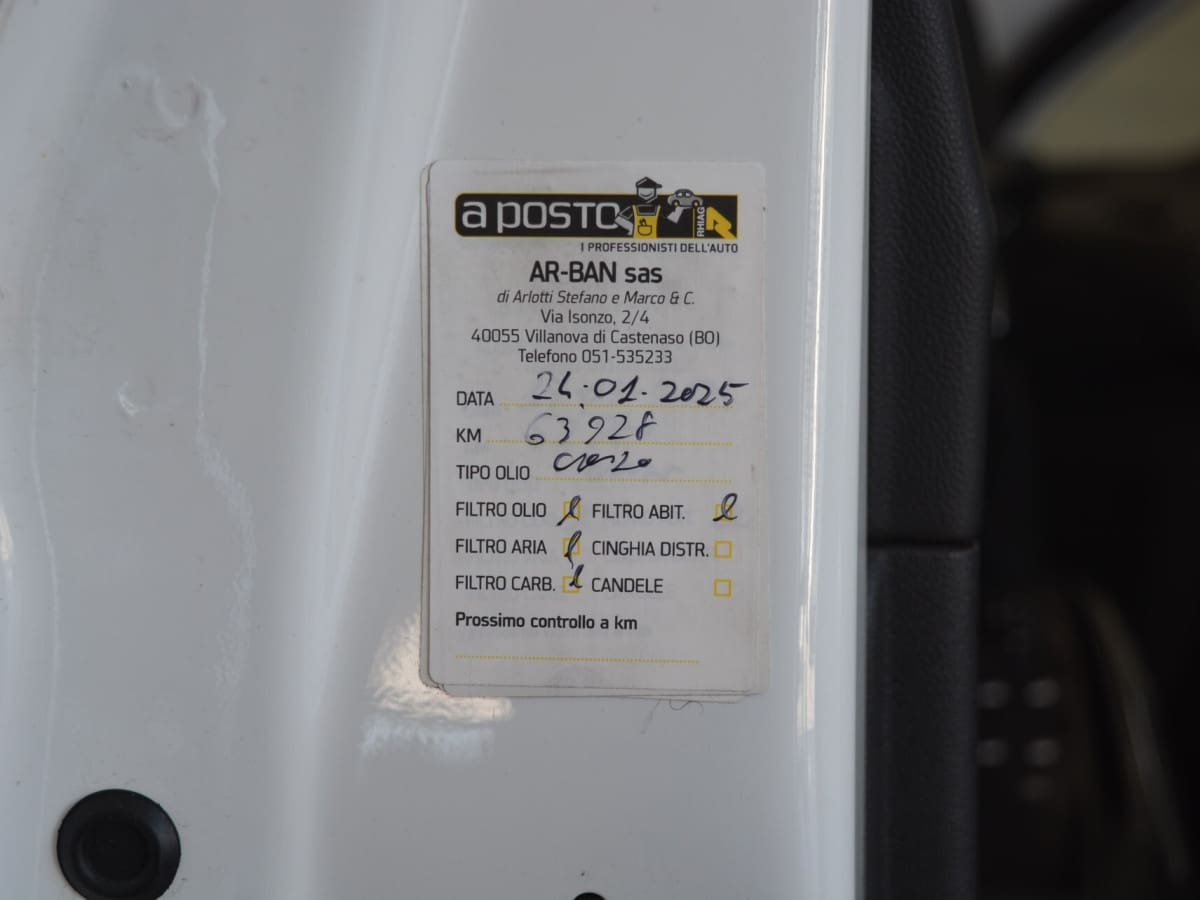 a POSTO
RHIAG
I PROFESSIONISTI DELL'AUTO
AR-BAN sas
di Arlotti Stefano e Marco & C.
Via Isonzo, 2/4
40055 Villanova di Castenaso (BO)
Telefono 051-535233
DATA 24.01.2025
KM 63928
TIPO OLIO
FILTRO OLIO FILTRO ABIT.
FILTRO ARIA CINGHIA DISTR.
FILTRO CARB. CANDELE
Prossimo controllo a km